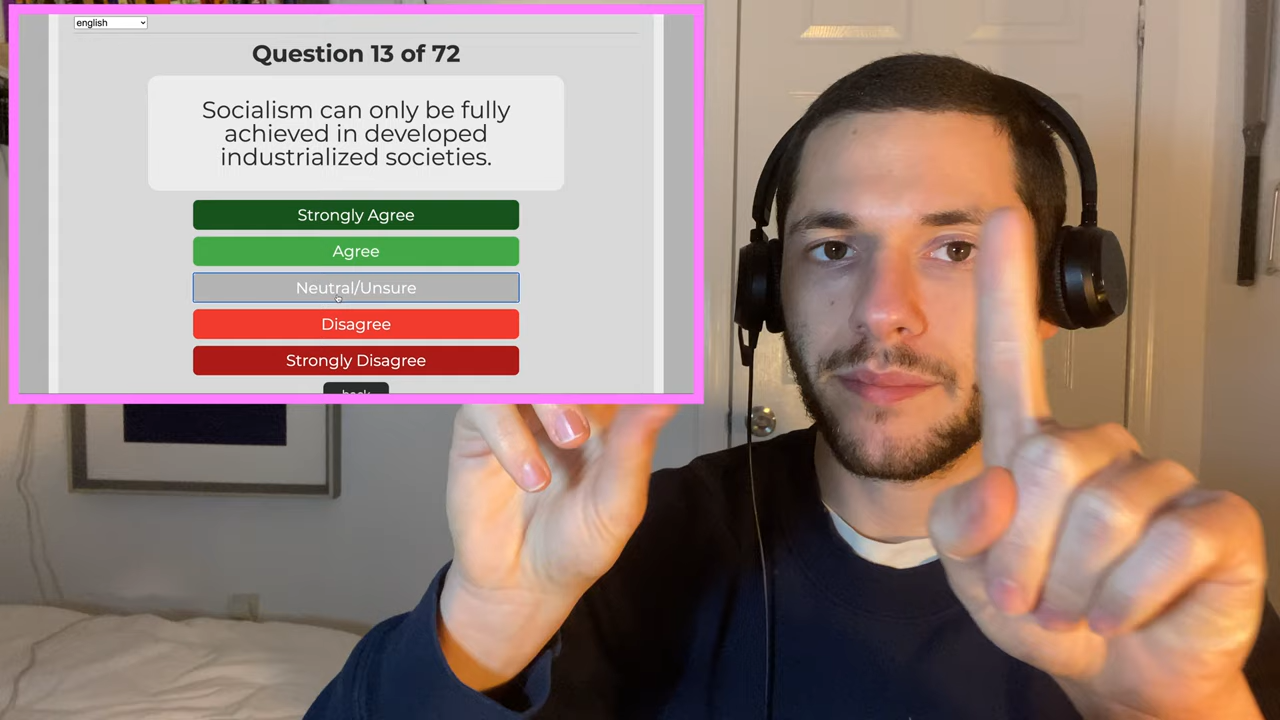 english
Question 13 of 72
Socialism can only be fully
achieved in developed
industrialized societies.
Strongly Agree
Agree
Neutral/Unsure
Disagree
Strongly Disagree
back